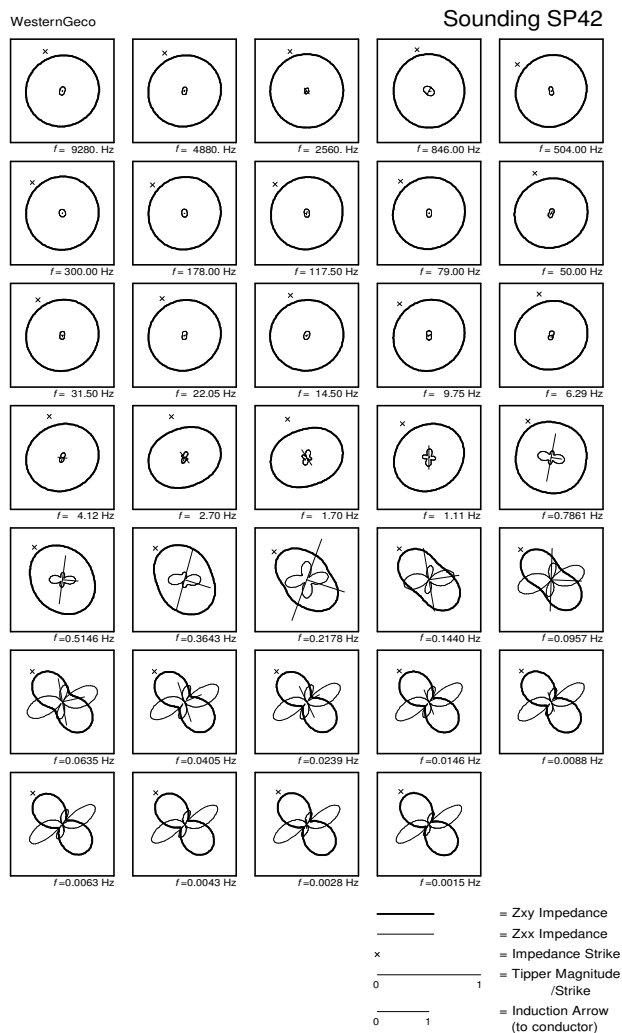 WesternGeco Sounding SP42
f= 9280. Hz f= 4880. Hz f= 2560. Hz f= 846.00 Hz f= 504.00 Hz
f= 300.00 Hz f= 178.00 Hz f= 117.50 Hz f= 79.00 Hz f= 50.00 Hz
f= 31.50 Hz f= 22.05 Hz f= 14.50 Hz f= 9.75 Hz f= 6.29 Hz
f= 4.12 Hz f= 2.70 Hz f= 1.70 Hz f= 1.11 Hz f=0.7861 Hz
f=0.5146 Hz f=0.3643 Hz f=0.2178 Hz f=0.1440 Hz f=0.0957 Hz
f=0.0635 Hz f=0.0405 Hz f=0.0239 Hz f=0.0146 Hz f=0.0088 Hz
f=0.0063 Hz f=0.0043 Hz f=0.0028 Hz f=0.0015 Hz
= Zxy Impedance
= Zxx Impedance
× = Impedance Strike
= Tipper Magnitude
0 1 /Strike
= Induction Arrow
0 1 (to conductor)